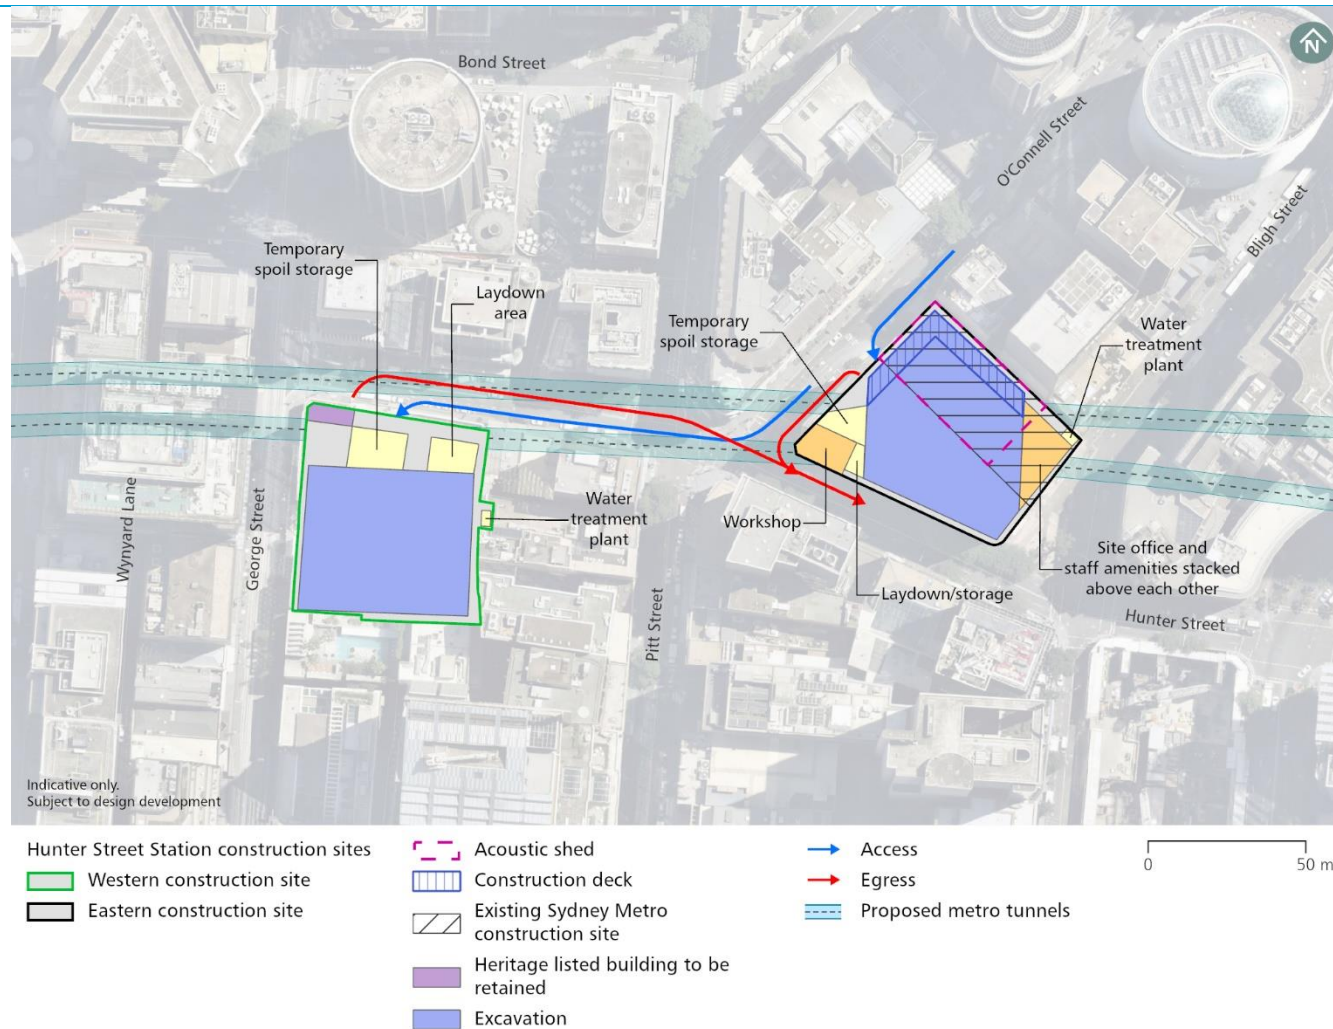 N
Bond Street
O'Connell Street
Bligh Street
Temporary
spoil storage
Laydown
area
Temporary
spoil storage
Water
treatment
plant
Wynyard Lane
George Street
Water
treatment
plant
Pitt Street
Workshop
Laydown/storage
Site office and
staff amenities stacked
above each other
Hunter Street
Indicative only.
Subject to design development
Hunter Street Station construction sites
Western construction site
Eastern construction site
Acoustic shed
Construction deck
Existing Sydney Metro
construction site
Heritage listed building to be
retained
Excavation
Access
Egress
Proposed metro tunnels
0 50 m